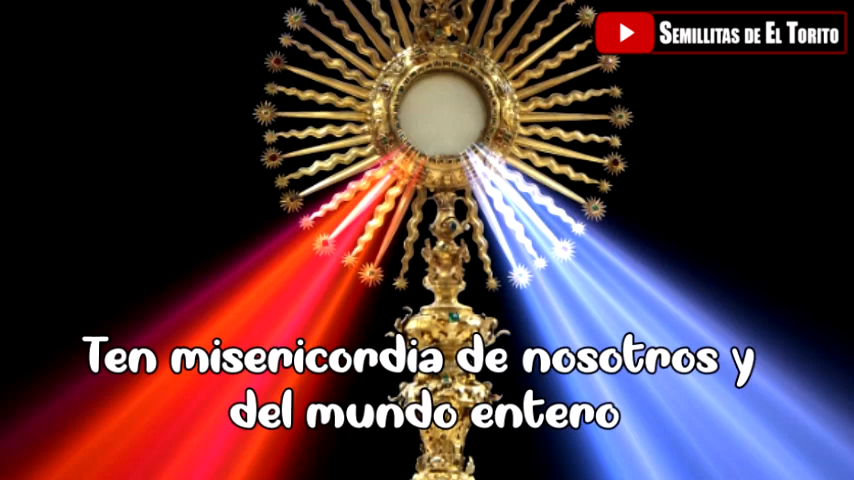 SEMILLITAS DE EL TORITO
Ten misericordia de nosotros y
del mundo entero